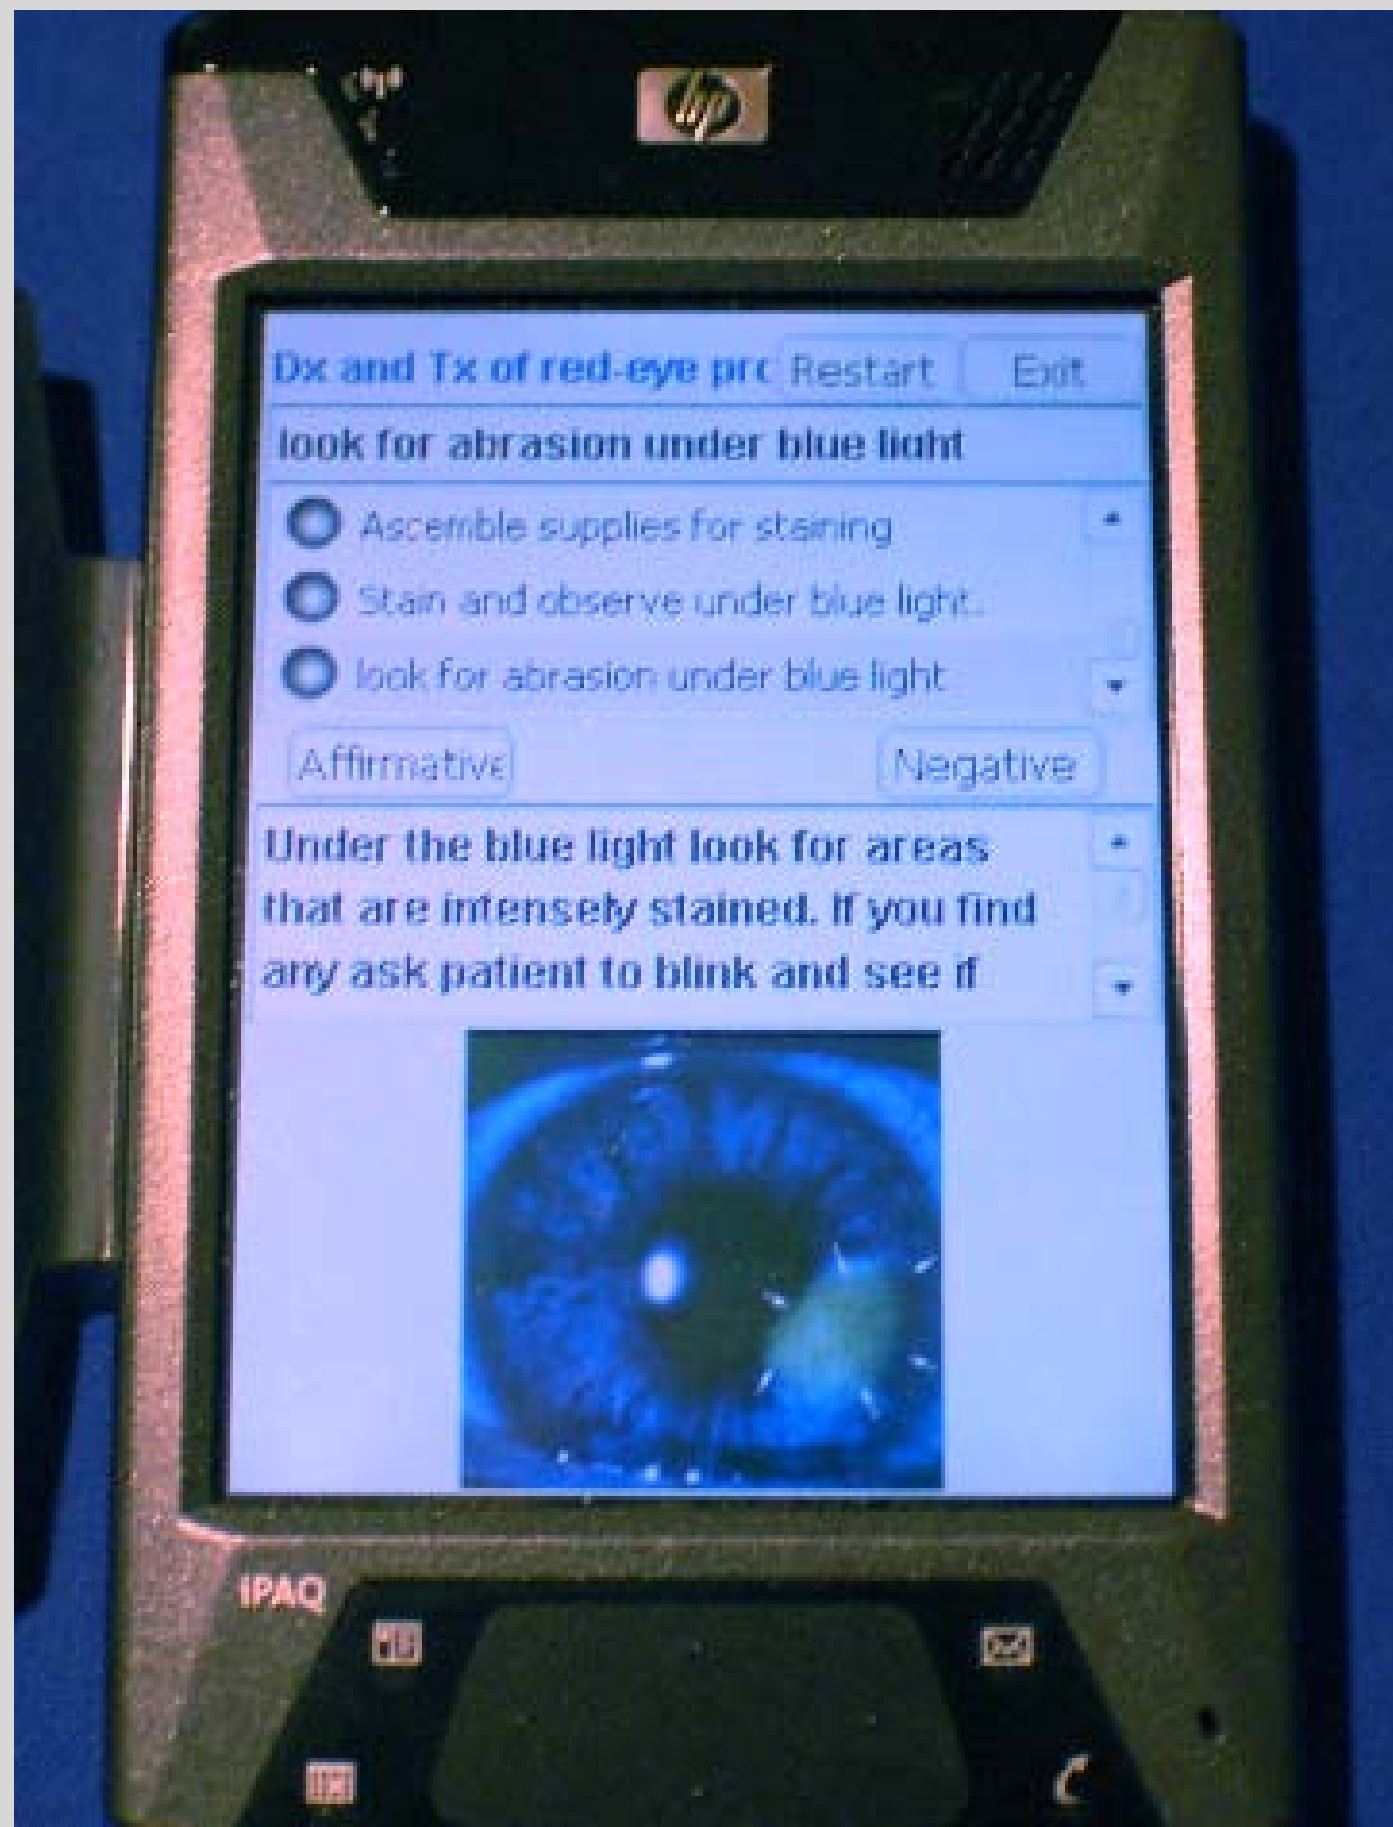 hp
Dx and Tx of red-eye prc Restart Exit
look for abrasion under blue light
Assemble supplies for staining
Stain and observe under blue light.
look for abrasion under blue light
Affirmative Negative
Under the blue light look for areas
that are intensely stained. If you find
any ask patient to blink and see if
iPAQ